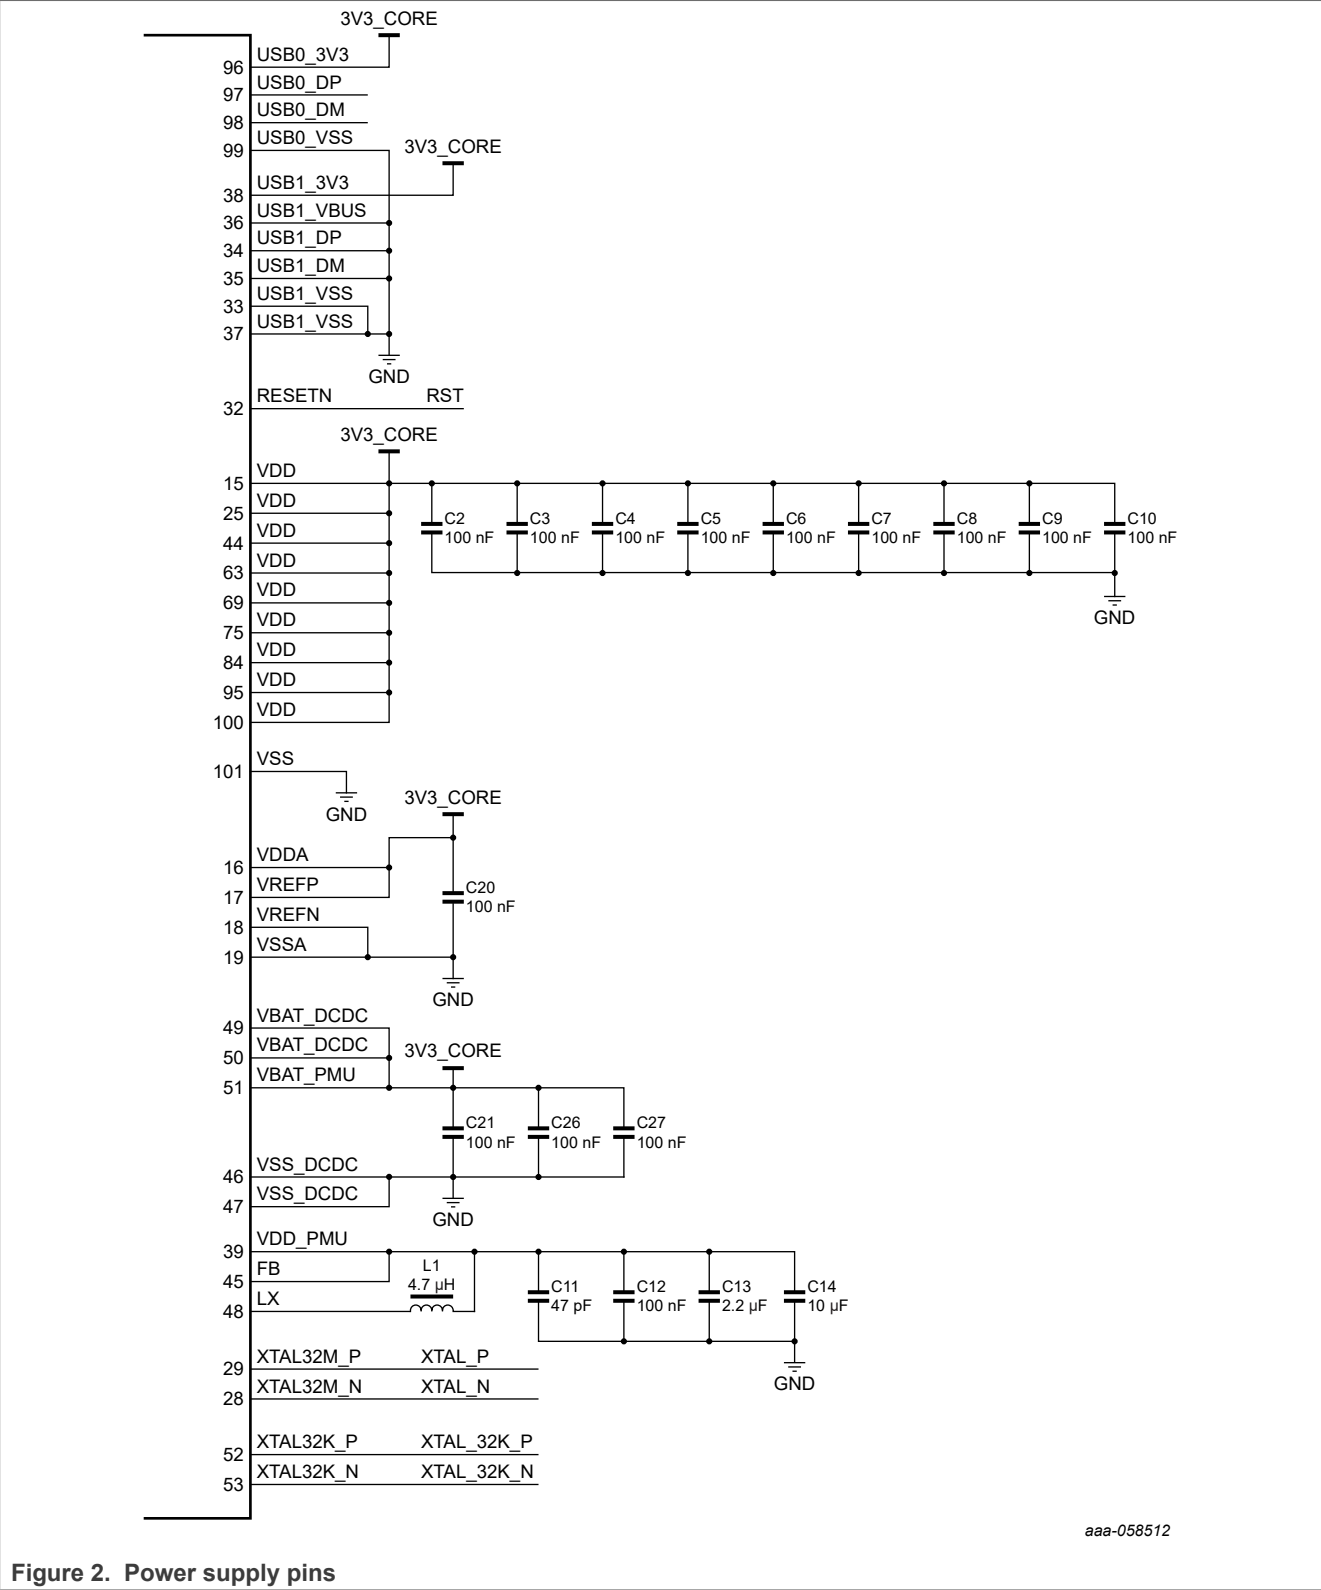 3V3_CORE
96 USB0_3V3
97 USB0_DP
98 USB0_DM
99 USB0_VSS
3V3_CORE
38 USB1_3V3
36 USB1_VBUS
34 USB1_DP
35 USB1_DM
33 USB1_VSS
37 USB1_VSS
GND
32 RESETN RST
3V3_CORE
15 VDD
25 VDD
44 VDD
63 VDD
69 VDD
75 VDD
84 VDD
95 VDD
100 VDD
C2 C3 C4 C5 C6 C7 C8 C9 C10
100 nF 100 nF 100 nF 100 nF 100 nF 100 nF 100 nF 100 nF 100 nF
GND
101 VSS
GND
3V3_CORE
16 VDDA
17 VREFP
18 VREFN
19 VSSA
C20
100 nF
GND
49 VBAT_DCDC
50 VBAT_DCDC
51 VBAT_PMU
3V3_CORE
C21 C26 C27
100 nF 100 nF 100 nF
46 VSS_DCDC
47 VSS_DCDC
GND
39 VDD_PMU
45 FB
48 LX
L1
4.7 µH
C11 C12 C13 C14
47 pF 100 nF 2.2 µF 10 µF
GND
29 XTAL32M_P XTAL_P
28 XTAL32M_N XTAL_N
52 XTAL32K_P XTAL_32K_P
53 XTAL32K_N XTAL_32K_N
aaa-058512
Figure 2. Power supply pins